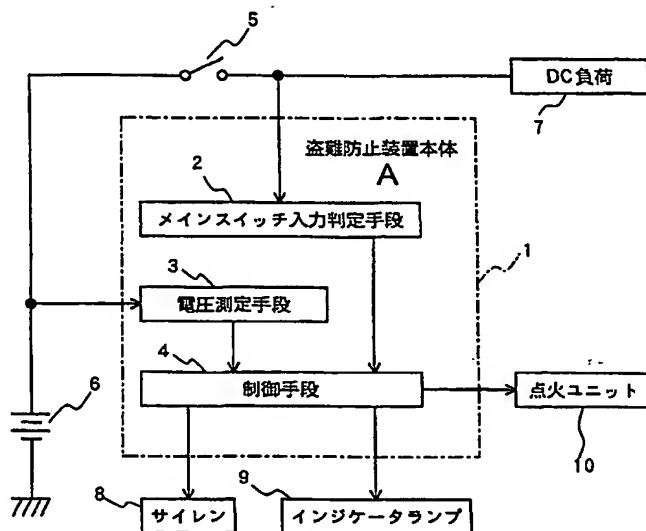 5
DC負荷
7
盗難防止装置本体
A
2
メインスイッチ入力判定手段
1
3
電圧測定手段
4
制御手段
6
点火ユニット
10
8
サイレン
9
インジケータランプ